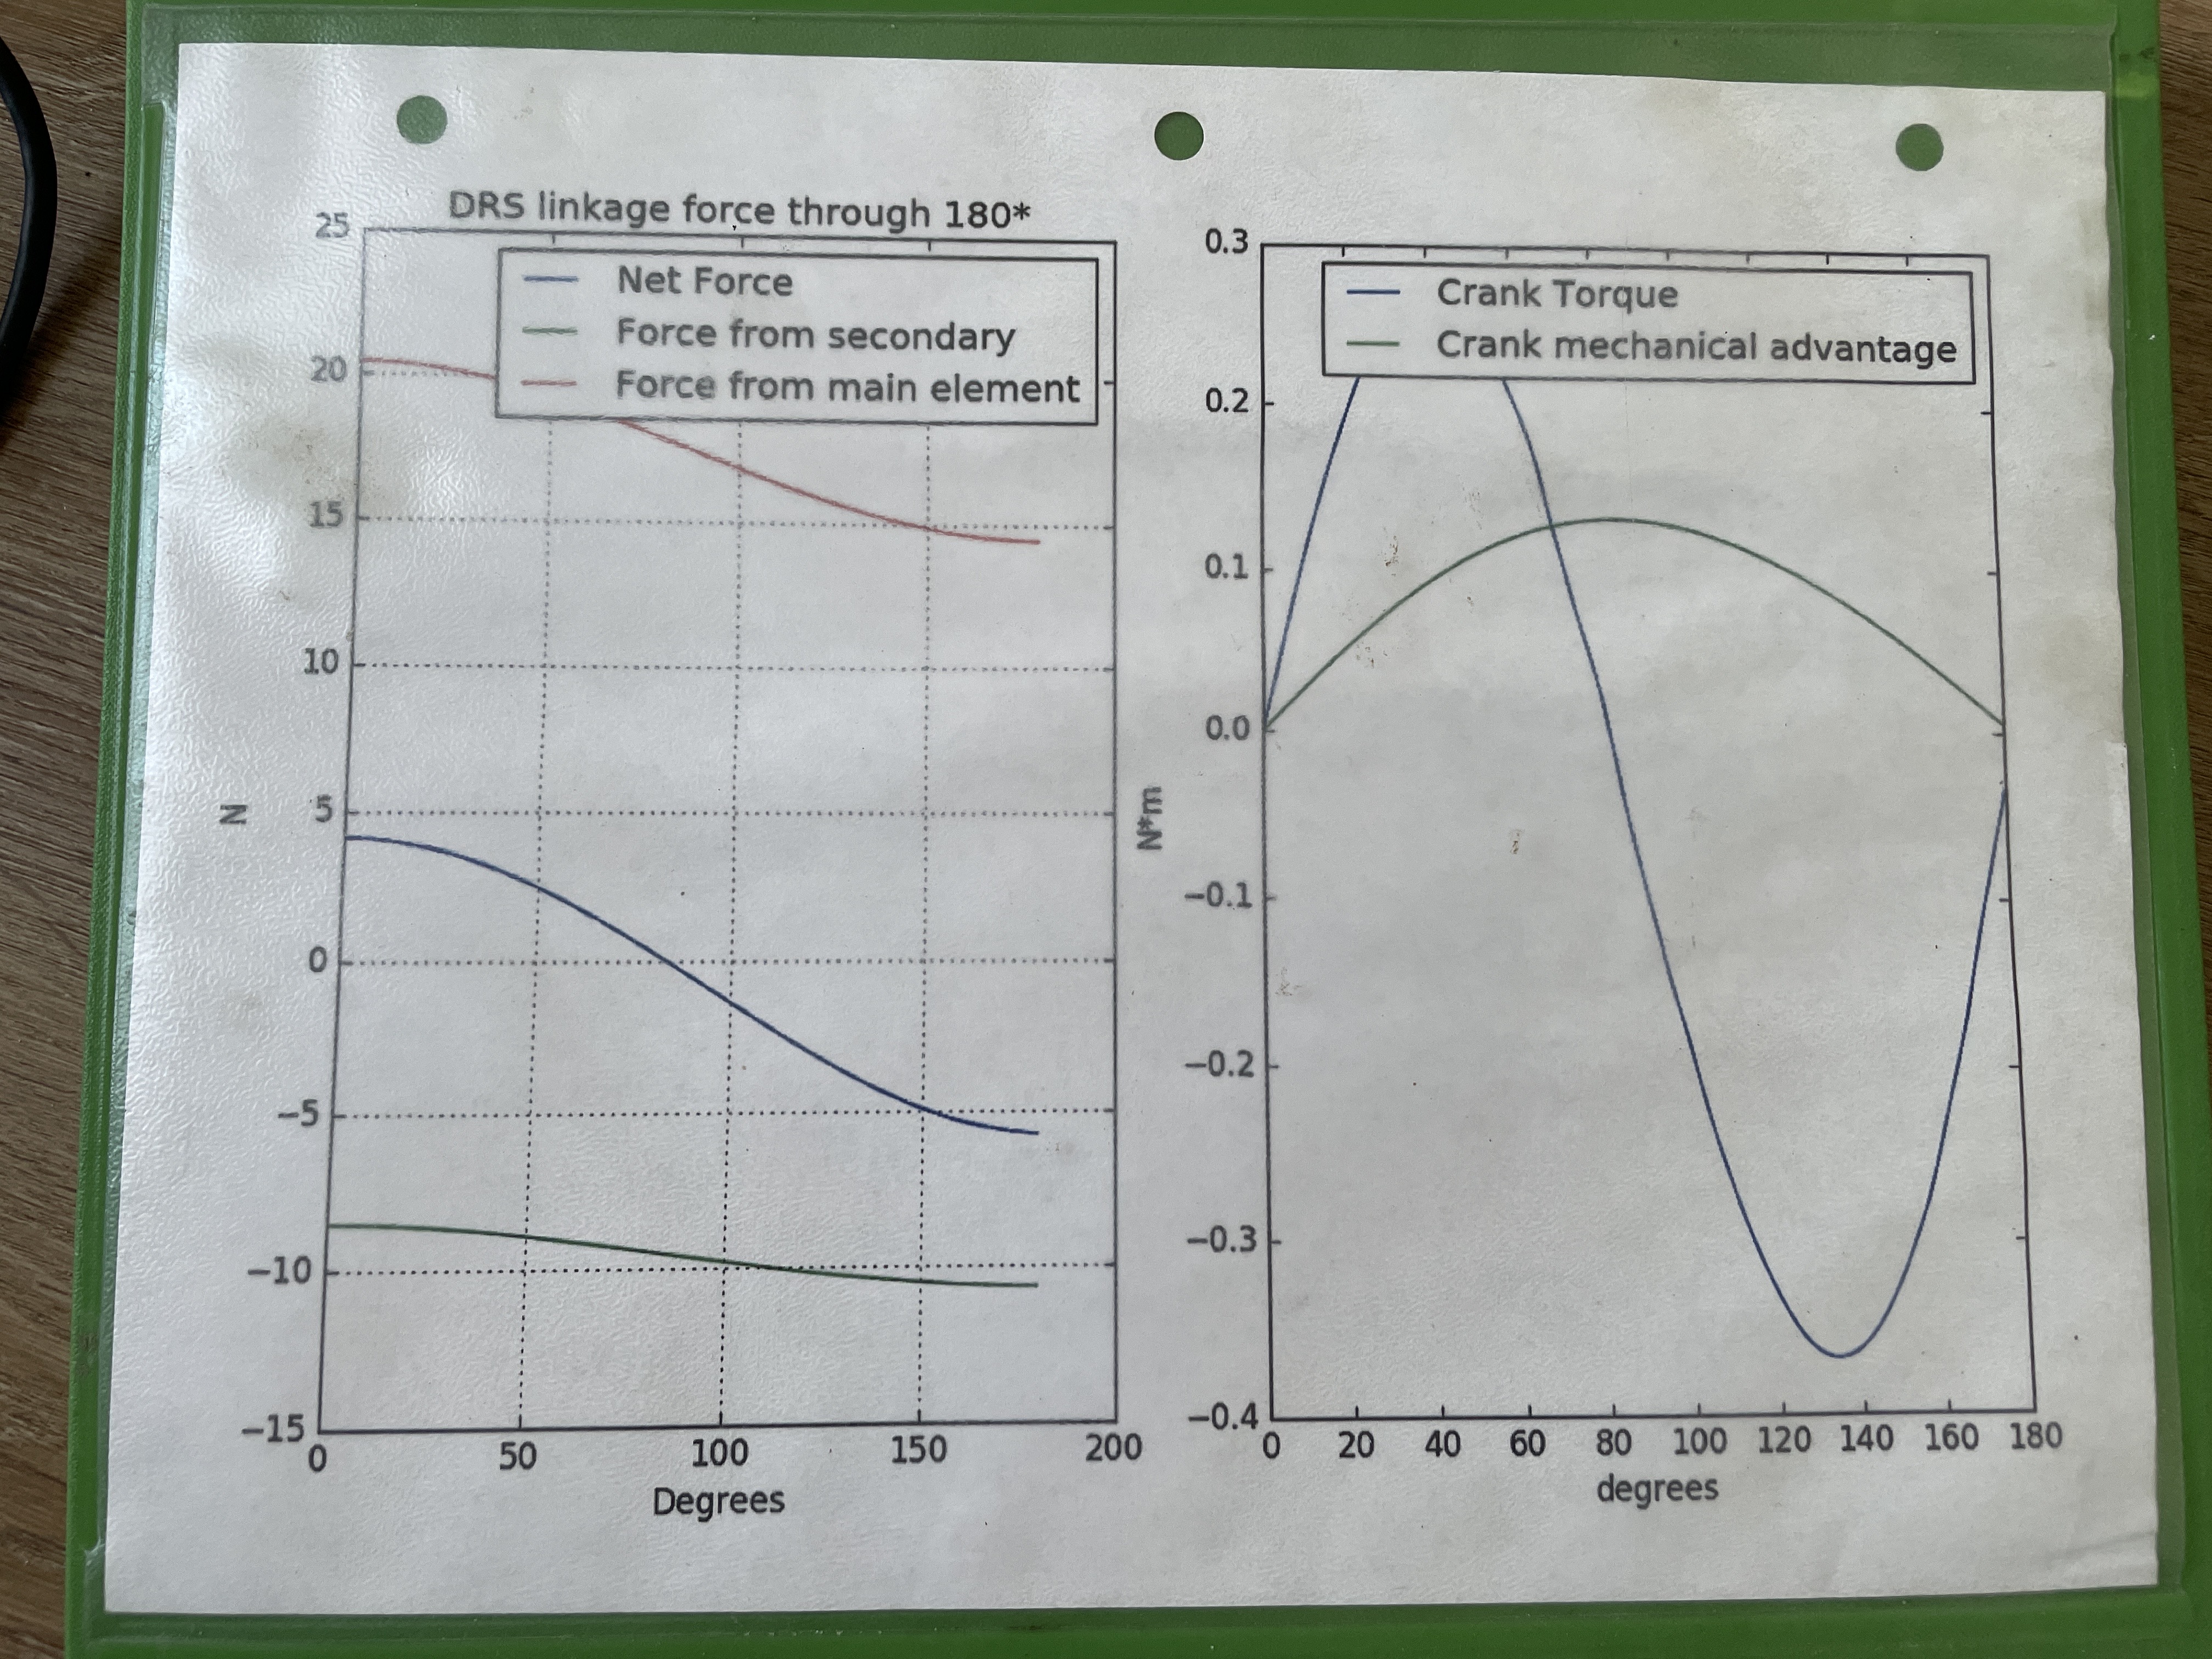 DRS linkage force through 180*
25
20
15
10
5
0
−5
−10
−15
N
Net Force
Force from secondary
Force from main element
0 50 100 150 200
Degrees
0.3
0.2
0.1
0.0
−0.1
−0.2
−0.3
−0.4
N*m
Crank Torque
Crank mechanical advantage
0 20 40 60 80 100 120 140 160 180
degrees